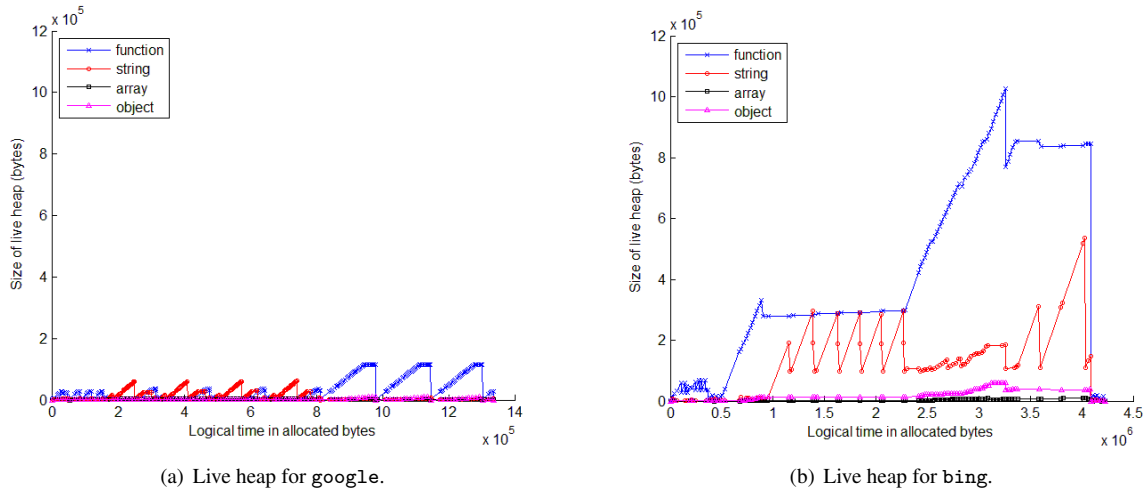 x 10^5
12
10
8
6
4
2
0
Size of live heap (bytes)
function
string
array
object
0 2 4 6 8 10 12 14
Logical time in allocated bytes
x 10^5
(a) Live heap for google.
x 10^5
12
10
8
6
4
2
0
Size of live heap (bytes)
function
string
array
object
0 0.5 1 1.5 2 2.5 3 3.5 4 4.5
Logical time in allocated bytes
x 10^6
(b) Live heap for bing.